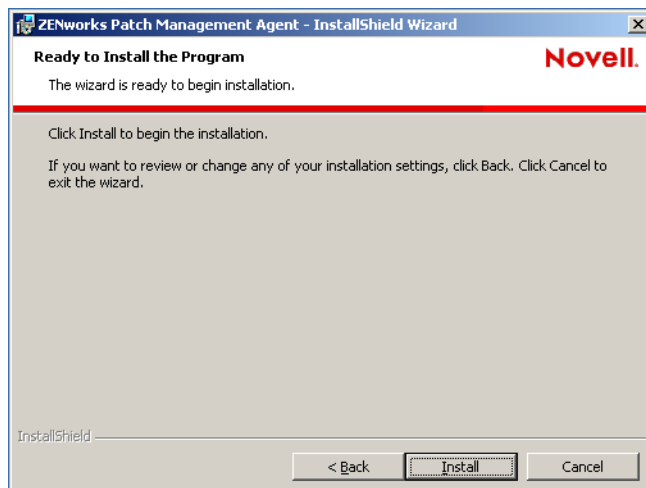 ZENworks Patch Management Agent - InstallShield Wizard
Ready to Install the Program
Novell.
The wizard is ready to begin installation.
Click Install to begin the installation.
If you want to review or change any of your installation settings, click Back. Click Cancel to
exit the wizard.
InstallShield
< Back
Install
Cancel